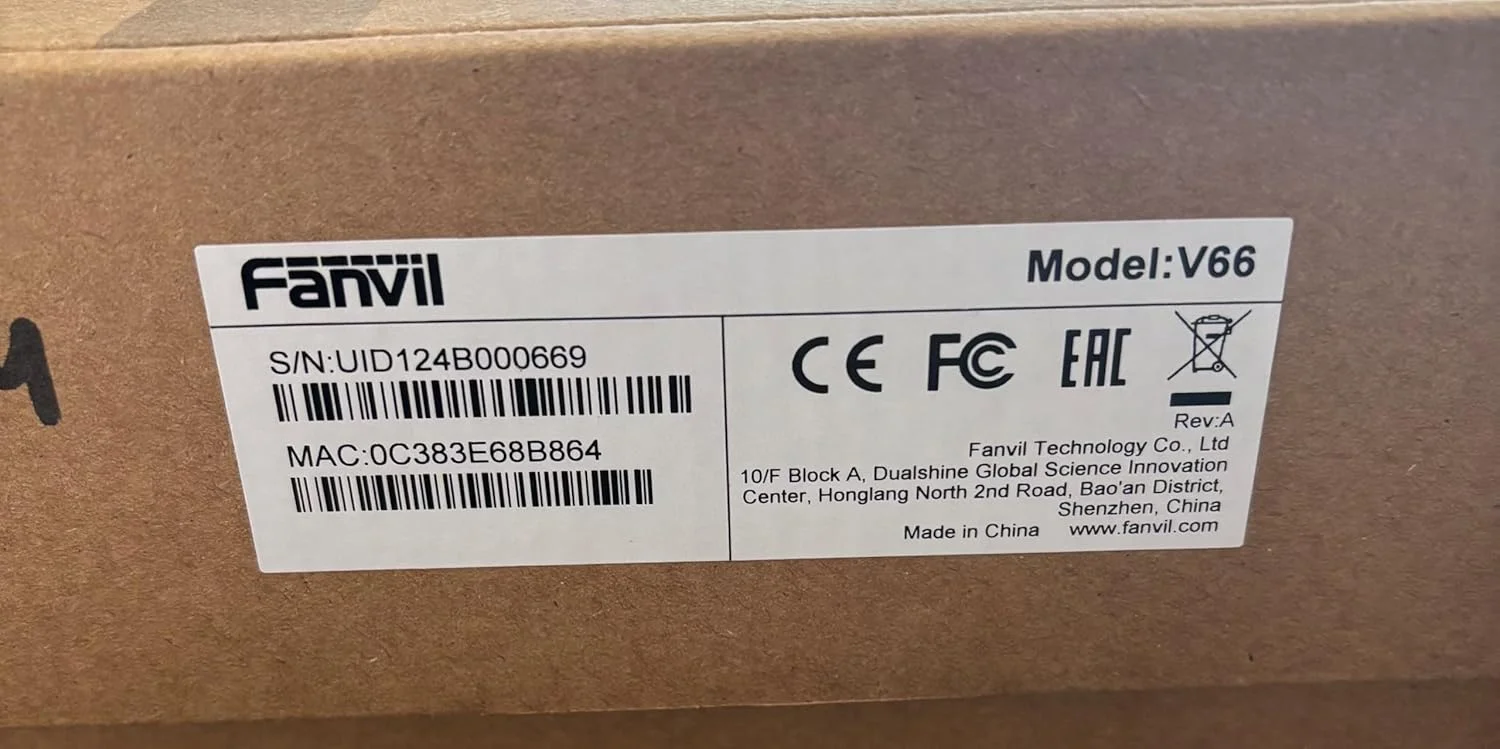 Fanvil
Model:V66
S/N:UID124B000669
MAC:0C383E68B864
CE FC EAC
Rev:A
Fanvil Technology Co., Ltd
10/F Block A, Dualshine Global Science Innovation
Center, Honglang North 2nd Road, Bao'an District,
Shenzhen, China
Made in China www.fanvil.com